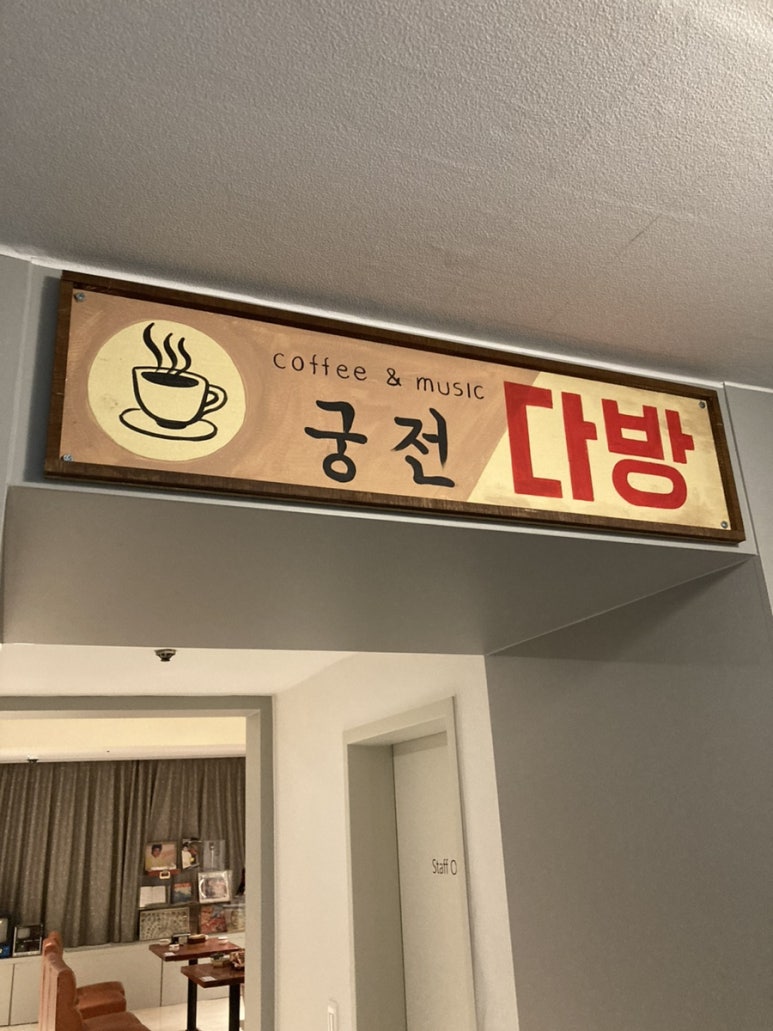 coffee & music
궁전 다방
Staff O